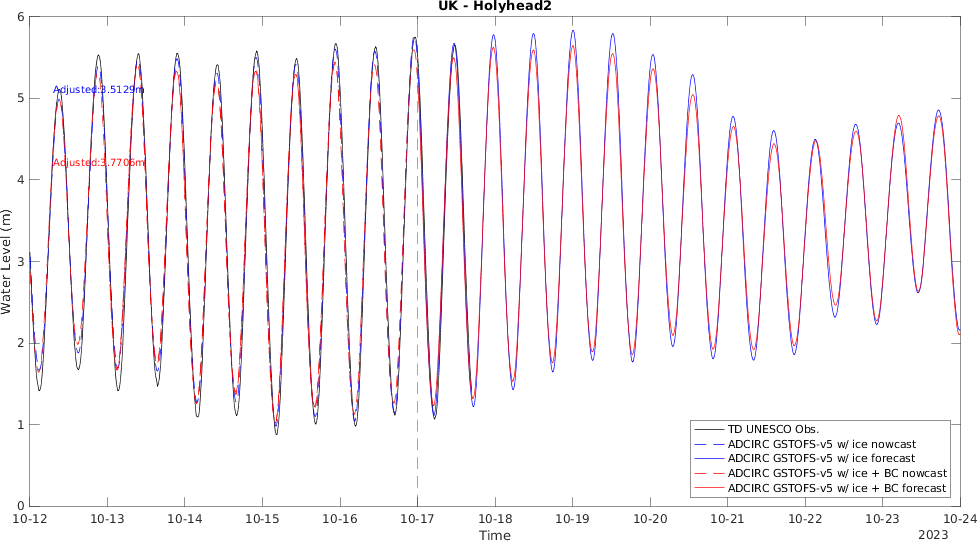 UK - Holyhead2
6
5
4
3
2
1
0
Water Level (m)
Adjusted:3.5129m
Adjusted:3.7706m
TD UNESCO Obs.
ADCIRC GSTOFS-v5 w/ ice nowcast
ADCIRC GSTOFS-v5 w/ ice forecast
ADCIRC GSTOFS-v5 w/ ice + BC nowcast
ADCIRC GSTOFS-v5 w/ ice + BC forecast
10-12 10-13 10-14 10-15 10-16 10-17 10-18 10-19 10-20 10-21 10-22 10-23 10-24
Time
2023